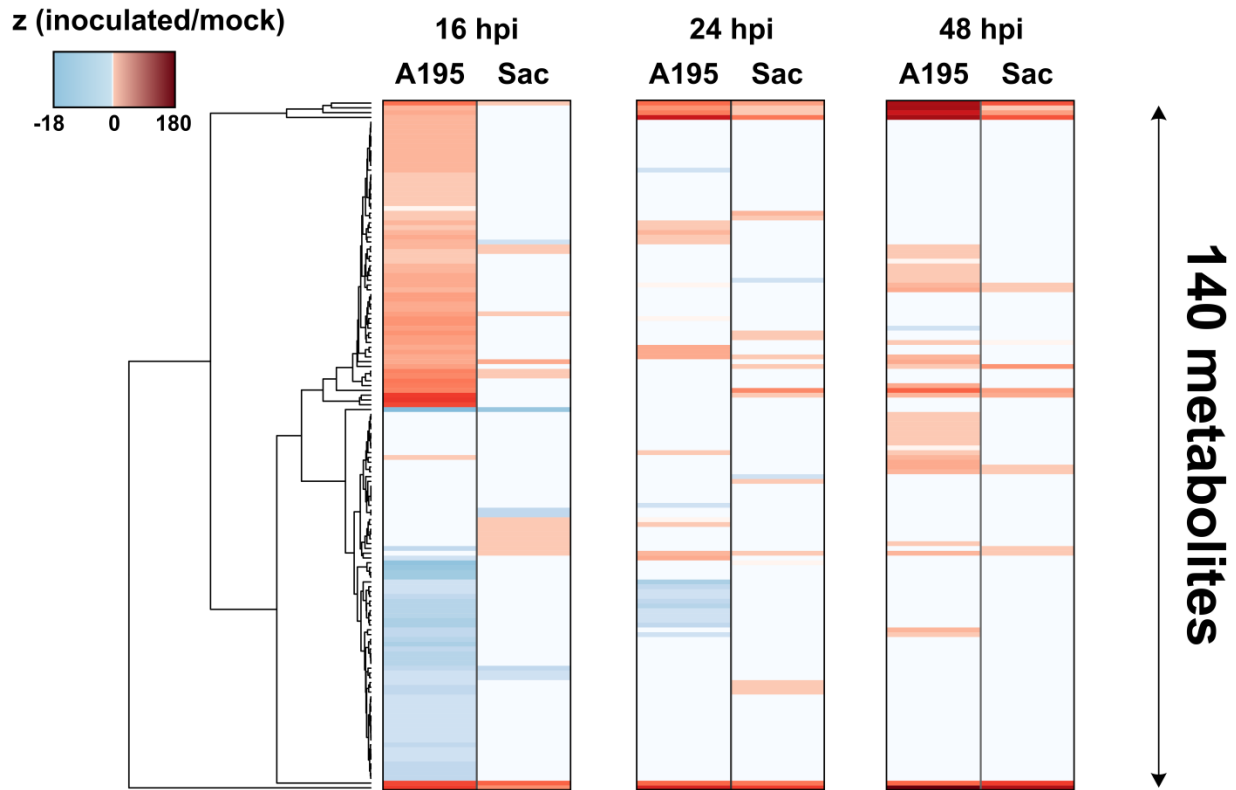 z (inoculated/mock)
-18 0 180
16 hpi 24 hpi 48 hpi
A195 Sac A195 Sac A195 Sac
140 metabolites